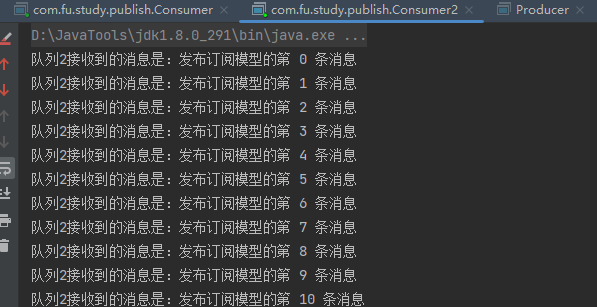 com.fu.study.publish.Consumer com.fu.study.publish.Consumer2 Producer
D:\JavaTools\jdk1.8.0_291\bin\java.exe ...
队列2接收到的消息是：发布订阅模型的第 0 条消息
队列2接收到的消息是：发布订阅模型的第 1 条消息
队列2接收到的消息是：发布订阅模型的第 2 条消息
队列2接收到的消息是：发布订阅模型的第 3 条消息
队列2接收到的消息是：发布订阅模型的第 4 条消息
队列2接收到的消息是：发布订阅模型的第 5 条消息
队列2接收到的消息是：发布订阅模型的第 6 条消息
队列2接收到的消息是：发布订阅模型的第 7 条消息
队列2接收到的消息是：发布订阅模型的第 8 条消息
队列2接收到的消息是：发布订阅模型的第 9 条消息
队列2接收到的消息是：发布订阅模型的第 10 条消息